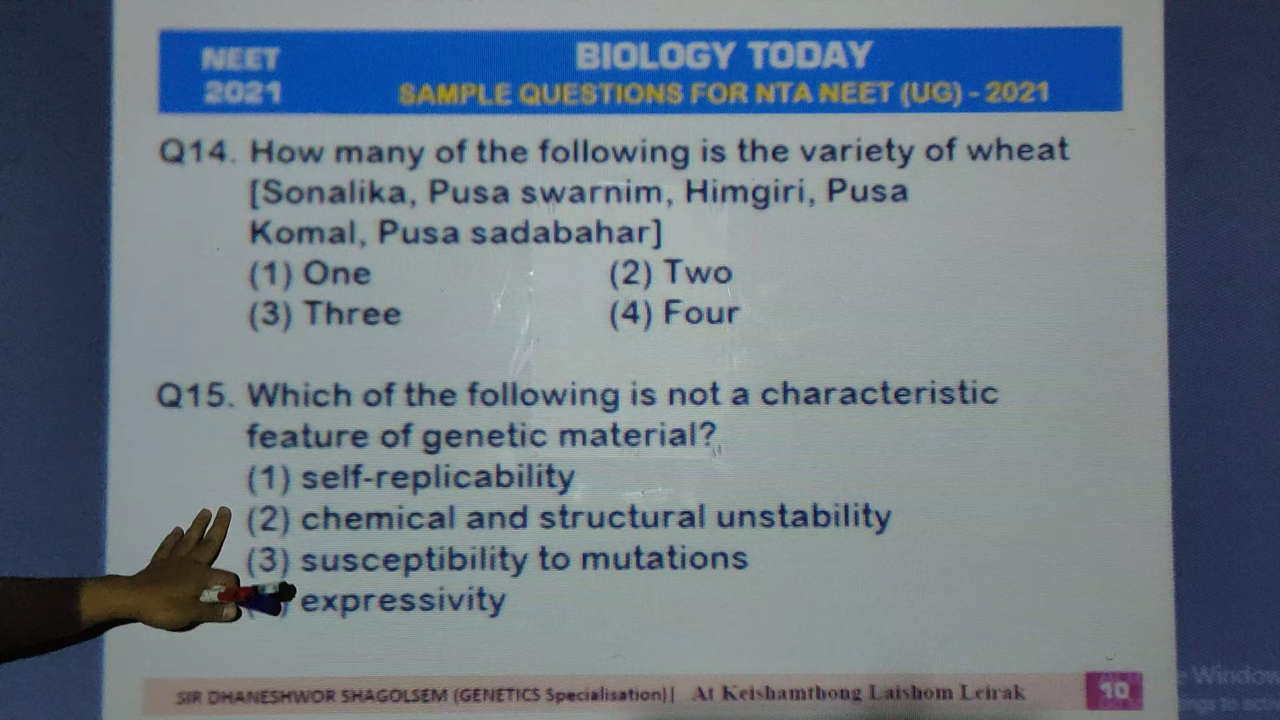 NEET
2021
BIOLOGY TODAY
SAMPLE QUESTIONS FOR NTA NEET (UG) - 2021
Q14. How many of the following is the variety of wheat
[Sonalika, Pusa swarnim, Himgiri, Pusa
Komal, Pusa sadabahar]
(1) One (2) Two
(3) Three (4) Four
Q15. Which of the following is not a characteristic
feature of genetic material?
(1) self-replicability
(2) chemical and structural unstability
(3) susceptibility to mutations
expressivity
SIR DHANESHWOR SHAGOLSEM (GENETICS Specialisation)| At Keishamthong Laishom Leirak
10